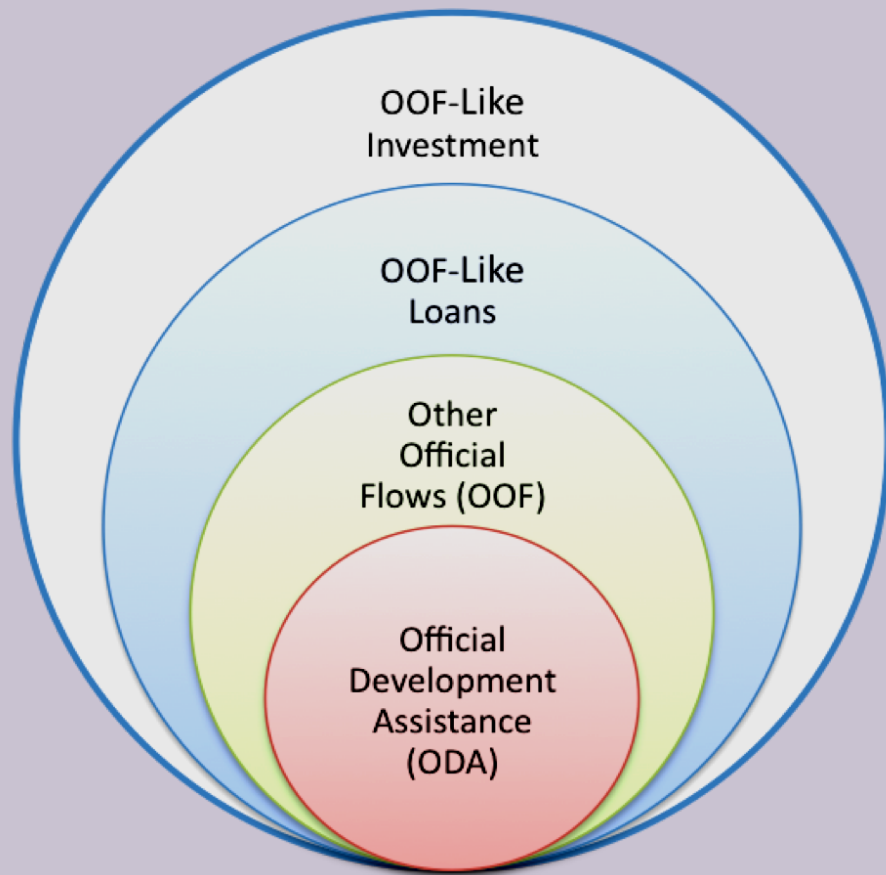 OOF-Like
Investment
OOF-Like
Loans
Other
Official
Flows (OOF)
Official
Development
Assistance
(ODA)